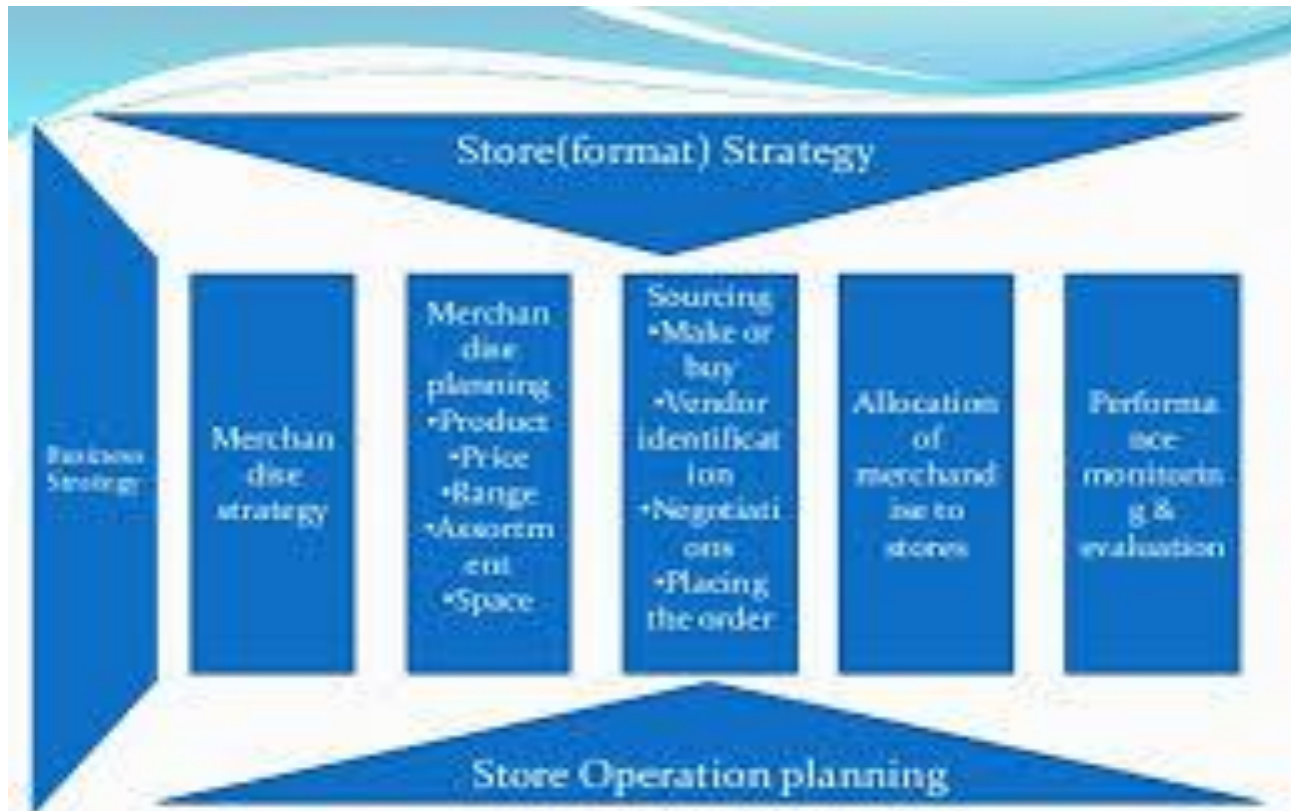 Store(format) Strategy
Business
Strategy
Merchan
dise
strategy
Merchan
dise
planning
•Product
•Price
•Range
•Assortm
ent
•Space
Sourcing
•Make or
buy
•Vendor
identificat
ion
•Negotiati
ons
•Placing
the order
Allocation
of
merchand
ise to
stores
Performa
nce
monitorin
g &
evaluation
Store Operation planning